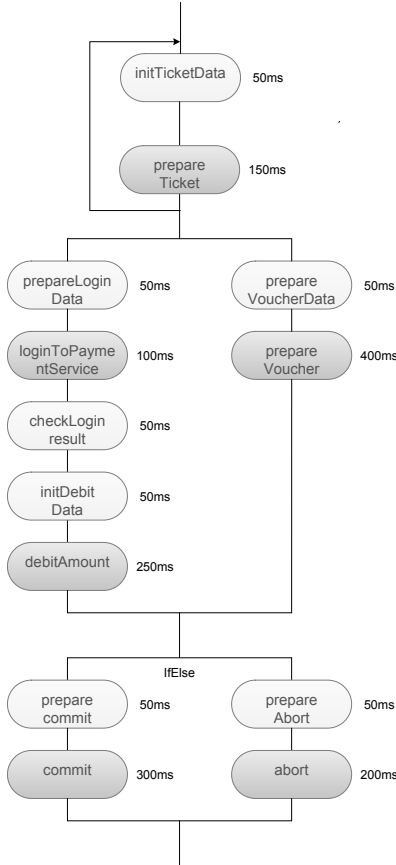 initTicketData
50ms
prepare
Ticket
150ms
prepareLogin
Data
50ms
prepare
VoucherData
50ms
loginToPayme
ntService
100ms
prepare
Voucher
400ms
checkLogin
result
50ms
initDebit
Data
50ms
debitAmount
250ms
IfElse
prepare
commit
50ms
prepare
Abort
50ms
commit
300ms
abort
200ms